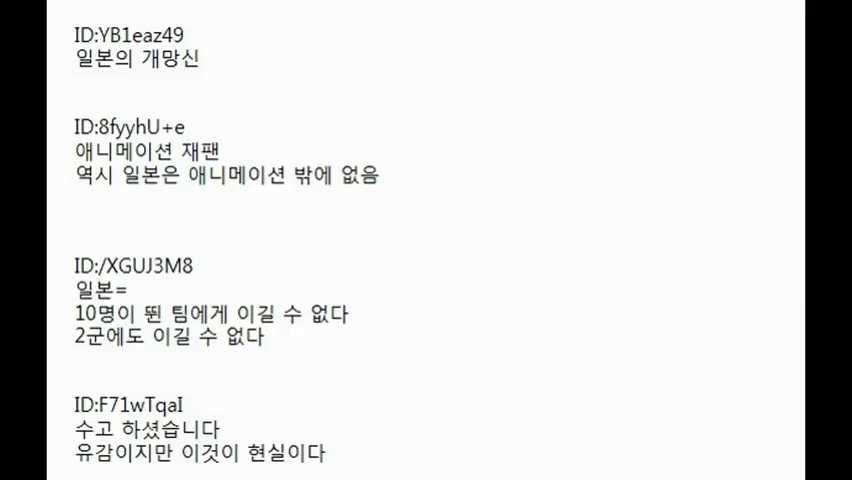 ID:YB1eaz49
일본의 개망신
ID:8fyyhU+e
애니메이션 재팬
역시 일본은 애니메이션 밖에 없음
ID:/XGUJ3M8
일본=
10명이 뛴 팀에게 이길 수 없다
2군에도 이길 수 없다
ID:F71wTqaI
수고 하셨습니다
유감이지만 이것이 현실이다